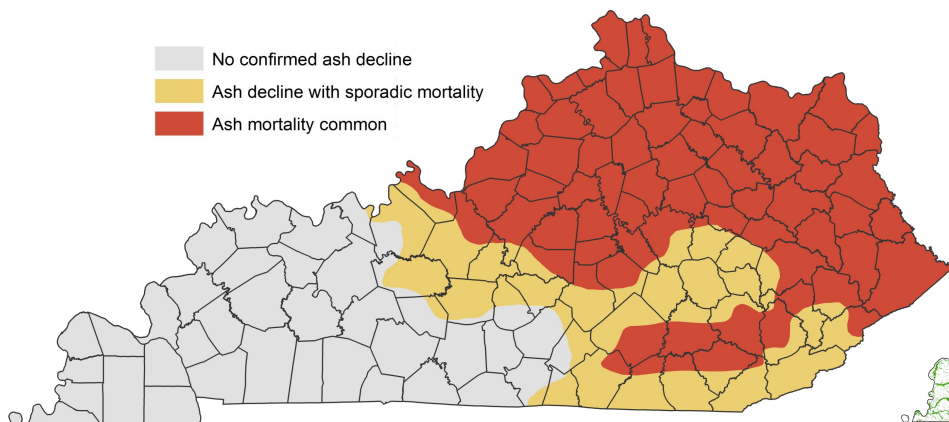 No confirmed ash decline
Ash decline with sporadic mortality
Ash mortality common